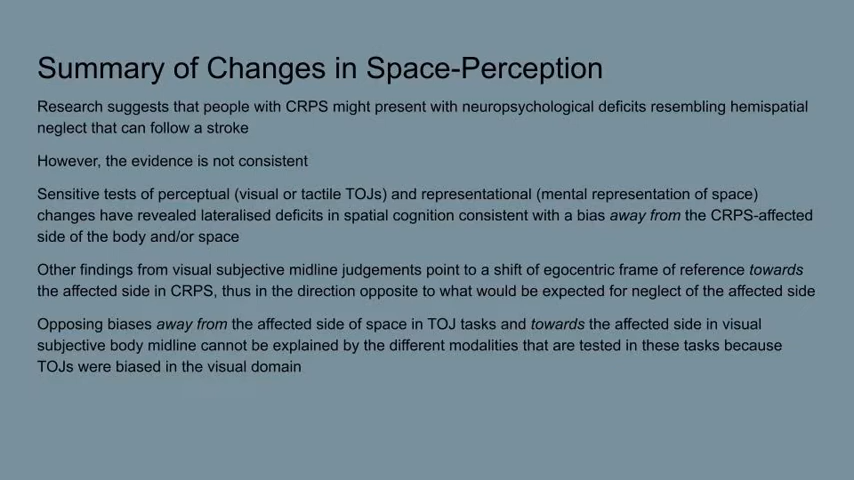 Summary of Changes in Space-Perception
Research suggests that people with CRPS might present with neuropsychological deficits resembling hemispatial
neglect that can follow a stroke
However, the evidence is not consistent
Sensitive tests of perceptual (visual or tactile TOJs) and representational (mental representation of space)
changes have revealed lateralised deficits in spatial cognition consistent with a bias away from the CRPS-affected
side of the body and/or space
Other findings from visual subjective midline judgements point to a shift of egocentric frame of reference towards
the affected side in CRPS, thus in the direction opposite to what would be expected for neglect of the affected side
Opposing biases away from the affected side of space in TOJ tasks and towards the affected side in visual
subjective body midline cannot be explained by the different modalities that are tested in these tasks because
TOJs were biased in the visual domain